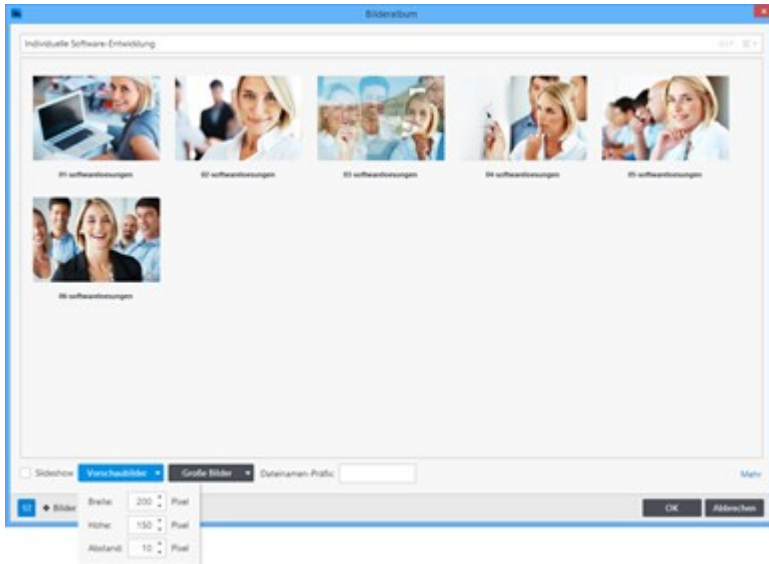 Bilderalbum
Individuelle Software-Entwicklung
01 softwareloesungen
02 softwareloesungen
03 softwareloesungen
04 softwareloesungen
05 softwareloesungen
06 softwareloesungen
Slideshow Vorschaubilder Große Bilder Dateinamen-Präfix: Mehr
Bilder OK Abbrechen
Breite: 200 Pixel
Höhe: 150 Pixel
Abstand: 10 Pixel